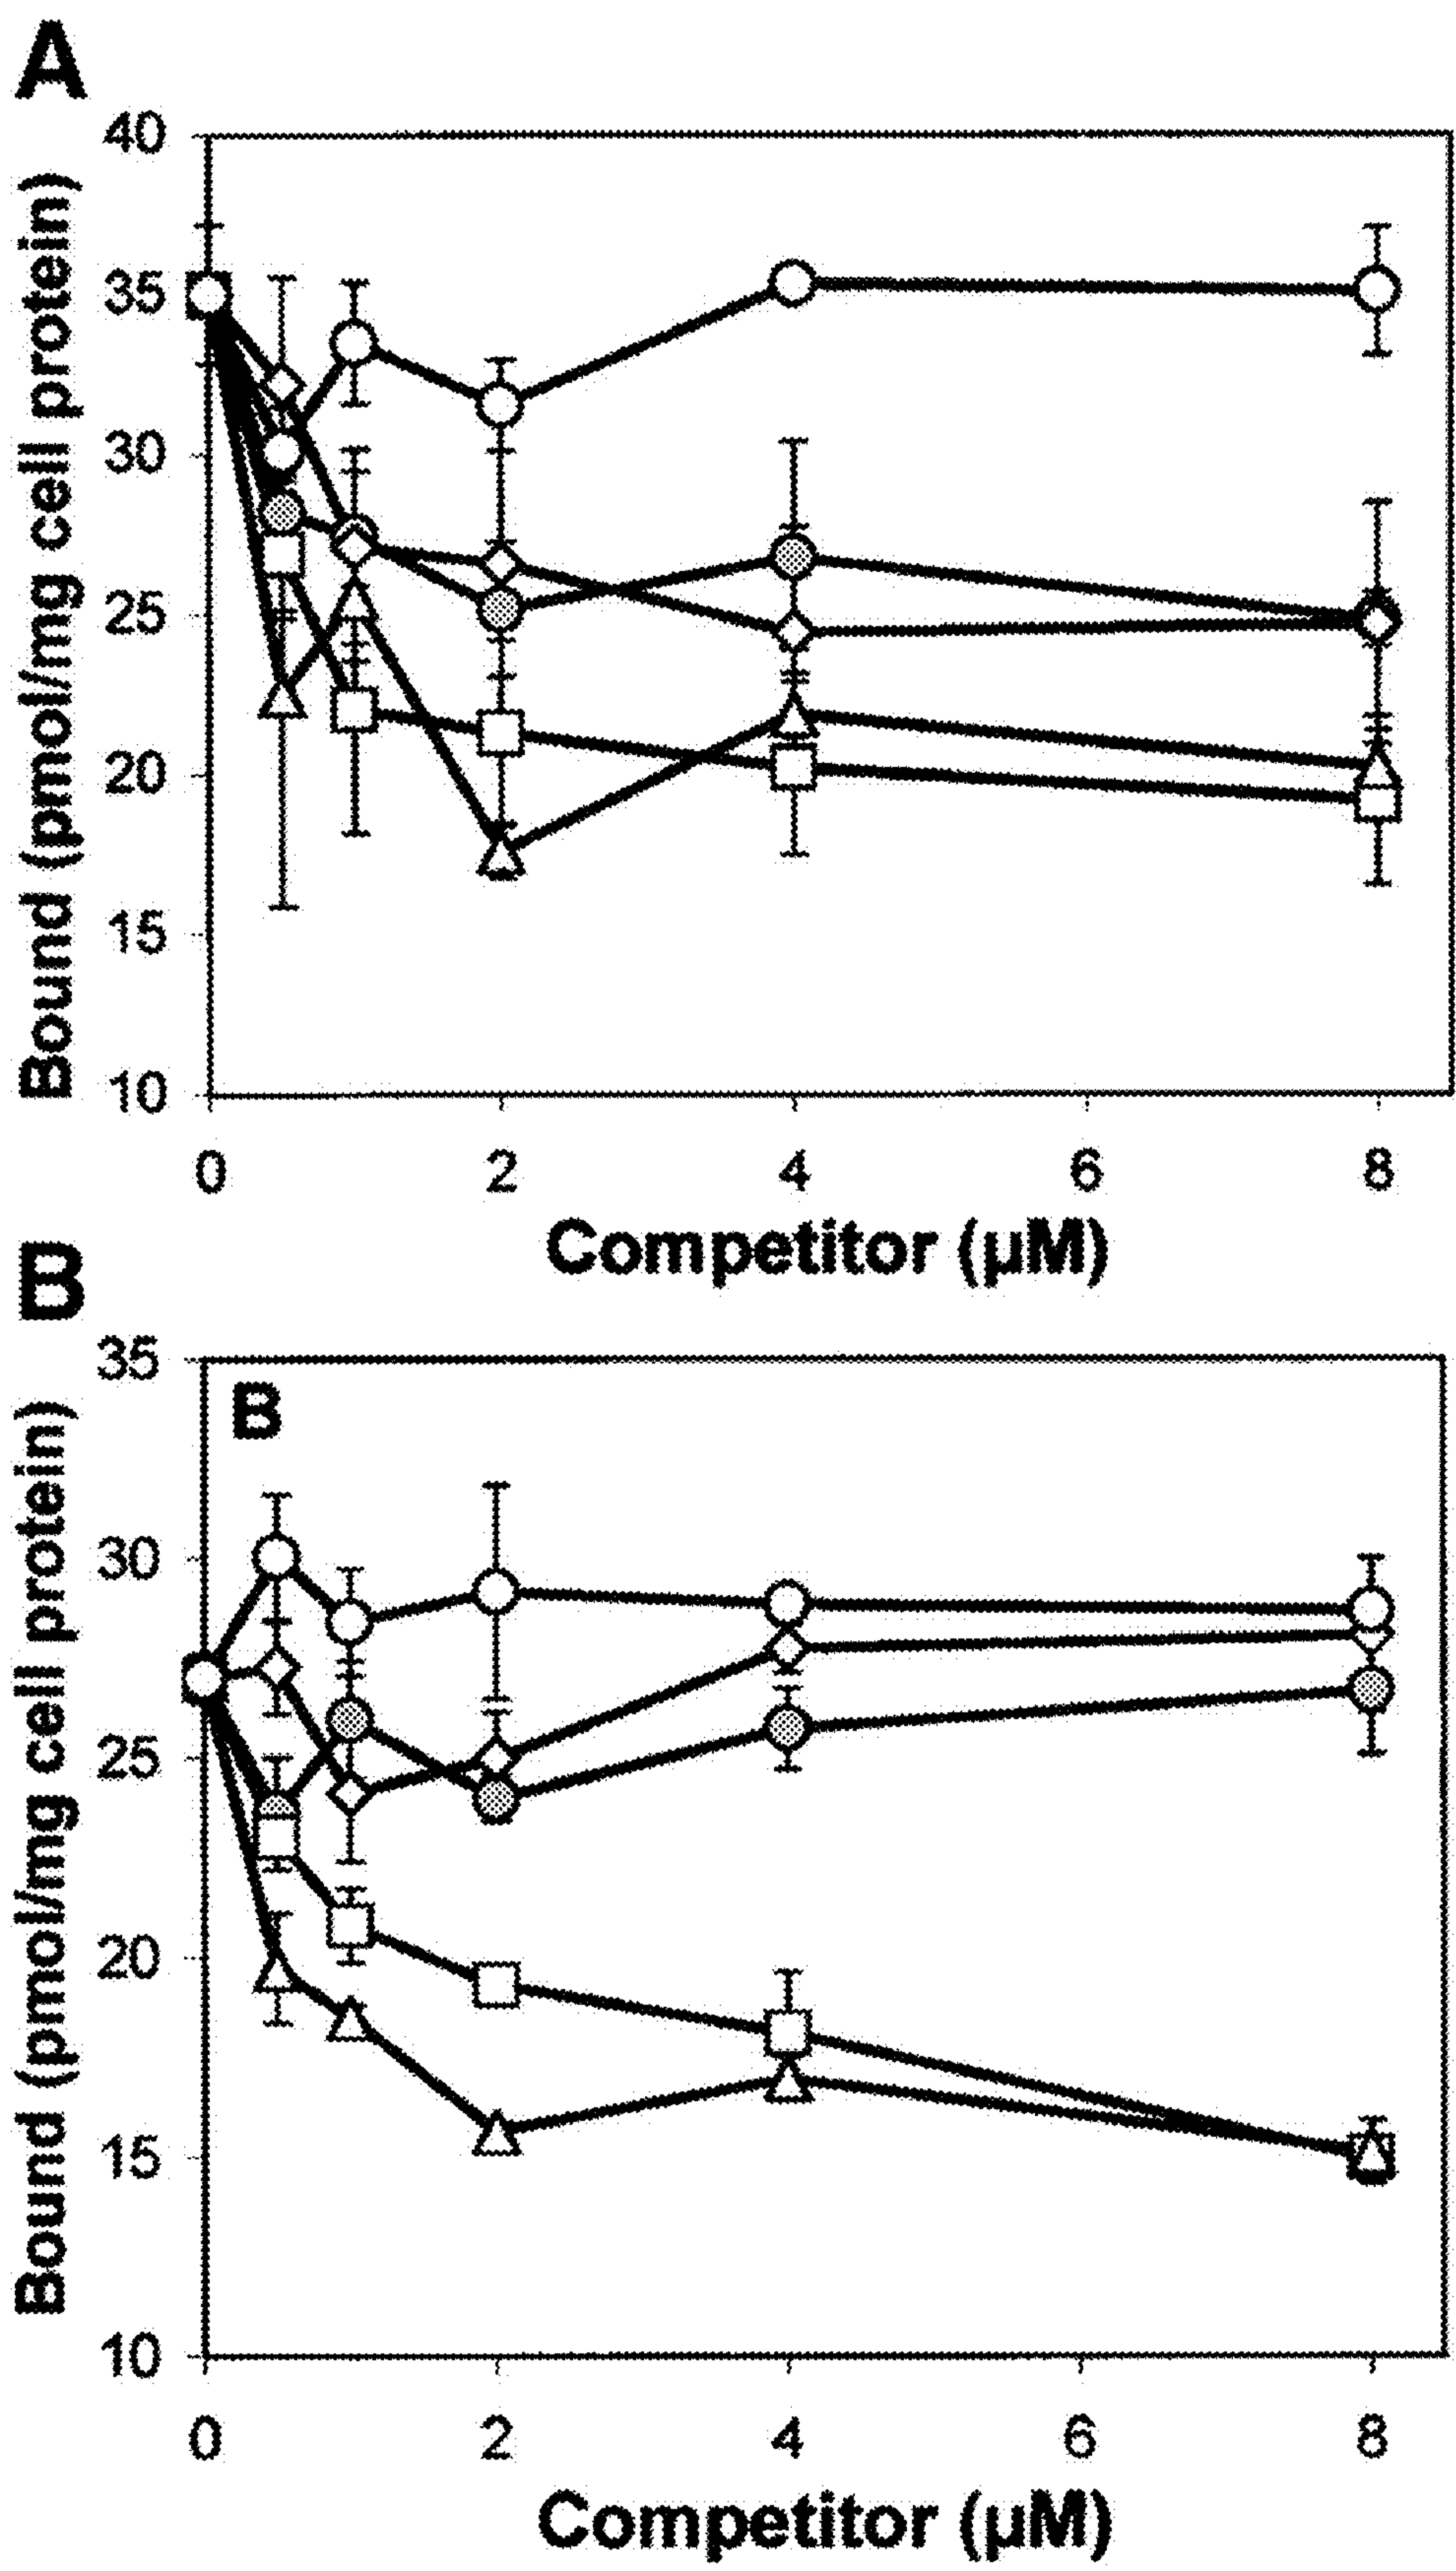 A
Bound (pmol/mg cell protein)
40
35
30
25
20
15
10
0 2 4 6 8
Competitor (μM)
B
Bound (pmol/mg cell protein)
B
35
30
25
20
15
10
0 2 4 6 8
Competitor (μM)